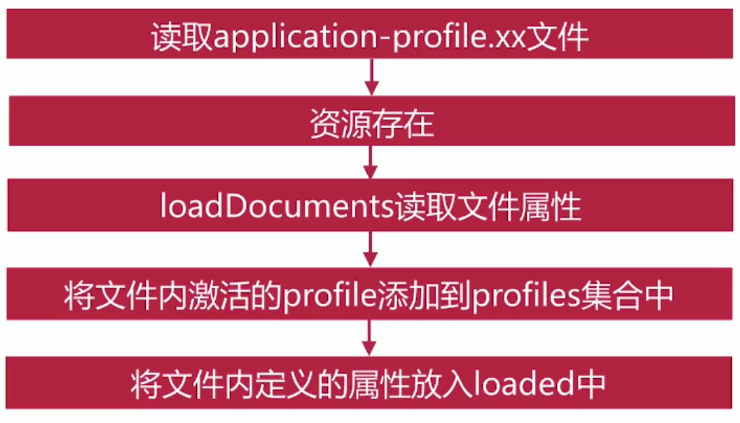 读取application-profile.xx文件
资源存在
loadDocuments读取文件属性
将文件内激活的profile添加到profiles集合中
将文件内定义的属性放入loaded中